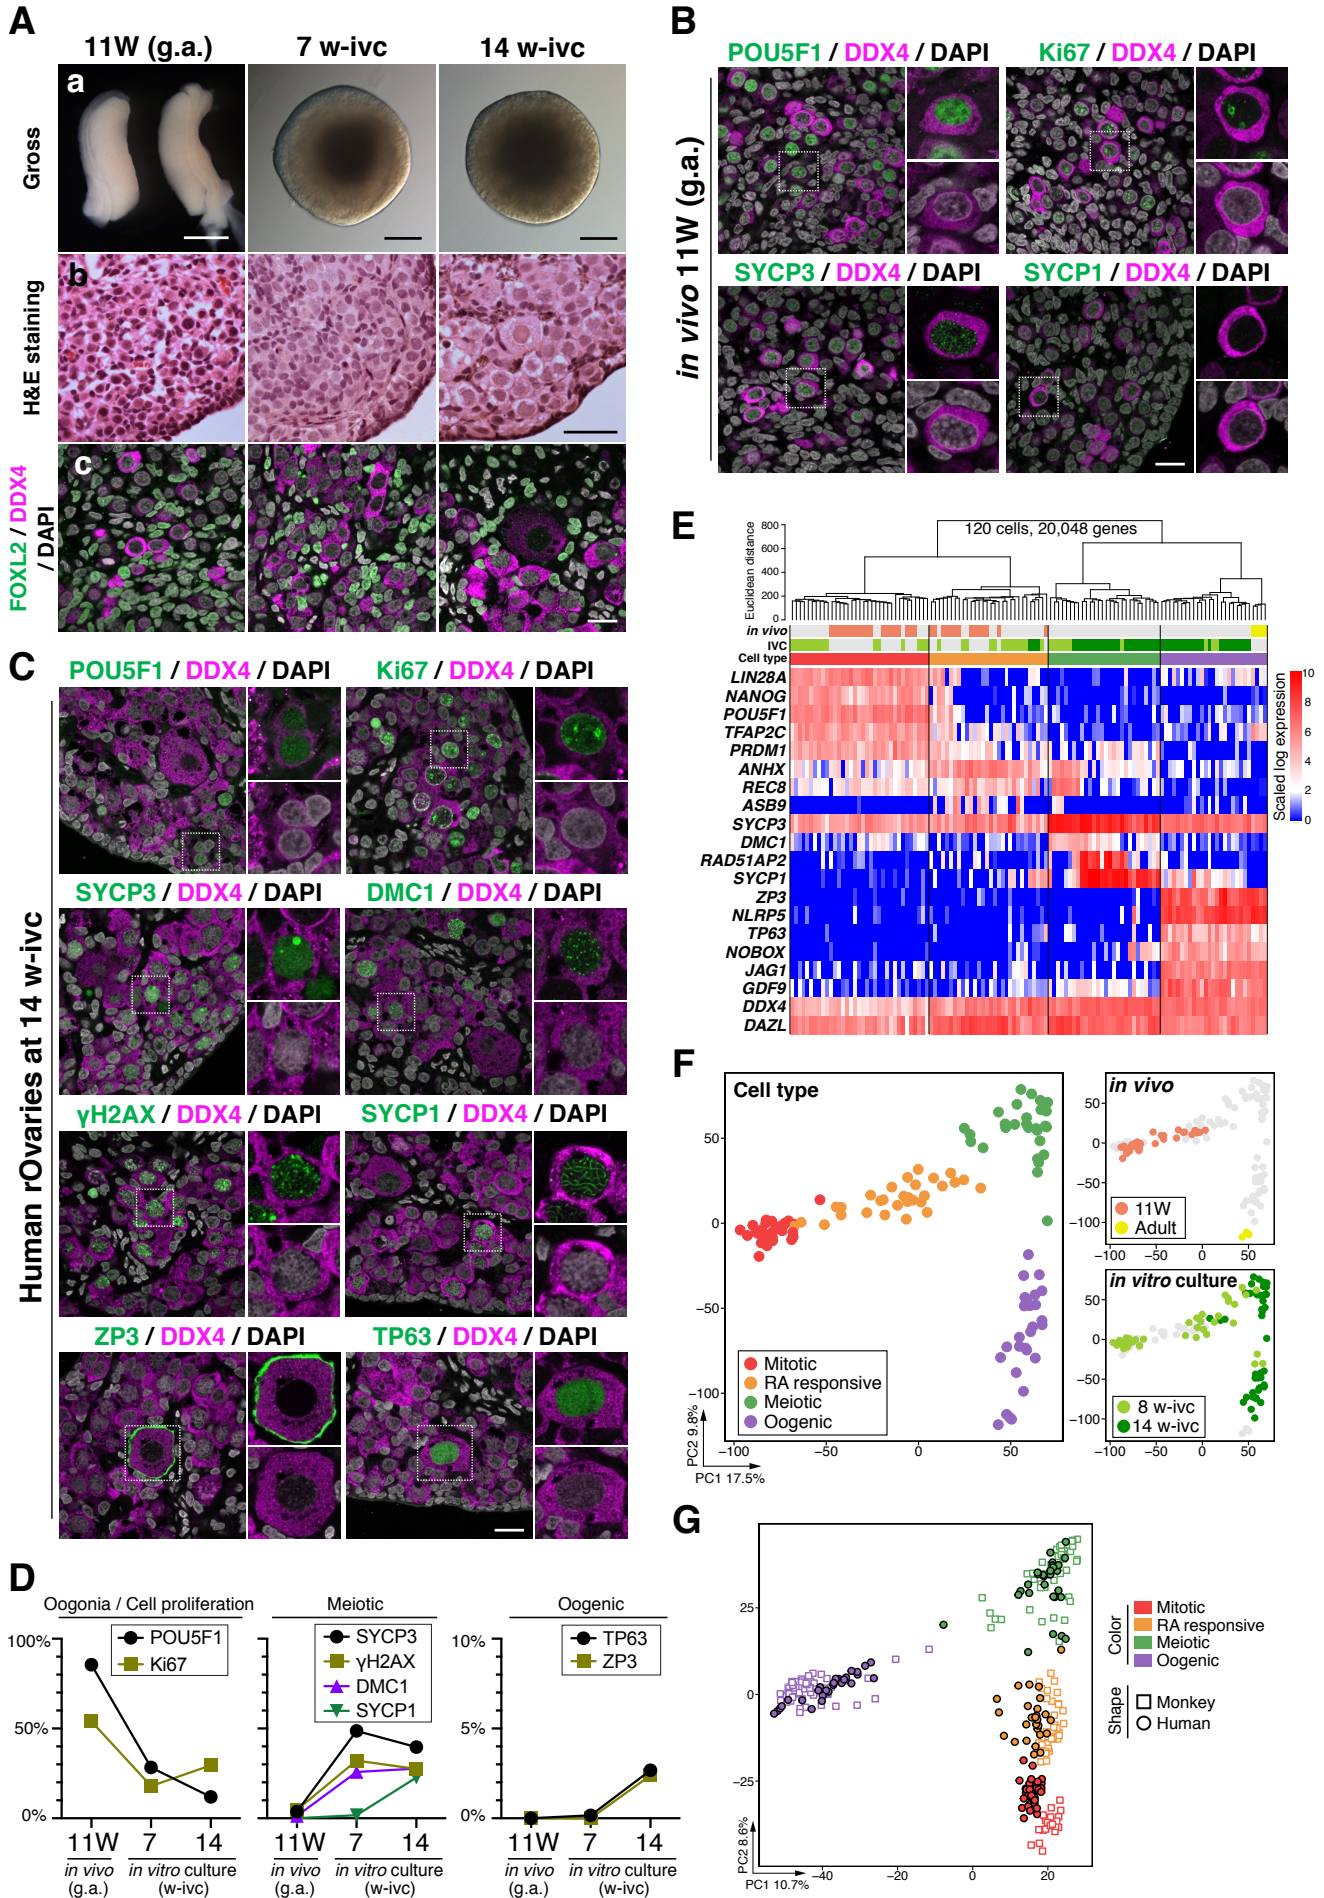 A
11W (g.a.)
7 w-ivc
14 w-ivc
Gross
a
H&E staining
b
FOXL2 / DDX4
/ DAPI
c
B
in vivo 11W (g.a.)
POU5F1 / DDX4 / DAPI
Ki67 / DDX4 / DAPI
SYCP3 / DDX4 / DAPI
SYCP1 / DDX4 / DAPI
C
Human rOvaries at 14 w-ivc
POU5F1 / DDX4 / DAPI
Ki67 / DDX4 / DAPI
SYCP3 / DDX4 / DAPI
DMC1 / DDX4 / DAPI
γH2AX / DDX4 / DAPI
SYCP1 / DDX4 / DAPI
ZP3 / DDX4 / DAPI
TP63 / DDX4 / DAPI
D
Oogonia / Cell proliferation
POU5F1
Ki67
100%
50%
0%
11W
7
14
in vivo
(g.a.)
in vitro culture
(w-ivc)
Meiotic
SYCP3
γH2AX
DMC1
SYCP1
11W
7
14
in vivo
(g.a.)
in vitro culture
(w-ivc)
Oogenic
TP63
ZP3
10%
5%
0%
11W
7
14
in vivo
(g.a.)
in vitro culture
(w-ivc)
E
120 cells, 20,048 genes
Euclidean distance
800
600
400
200
0
in vivo
IVC
Cell type
LIN28A
NANOG
POU5F1
TFAP2C
PRDM1
ANHX
REC8
ASB9
SYCP3
DMC1
RAD51AP2
SYCP1
ZP3
NLRP5
TP63
NOBOX
JAG1
GDF9
DDX4
DAZL
Scaled log expression
10
8
6
4
2
0
F
Cell type
50
0
−50
−100
Mitotic
RA responsive
Meiotic
Oogenic
−100
−50
0
50
PC2 9.8%
PC1 17.5%
in vivo
50
0
−50
−100
11W
Adult
−100
−50
0
50
in vitro culture
50
0
−50
−100
8 w-ivc
14 w-ivc
−100
−50
0
50
G
25
0
−25
−40
−20
0
20
PC2 8.6%
PC1 10.7%
Color
Mitotic
RA responsive
Meiotic
Oogenic
Shape
Monkey
Human